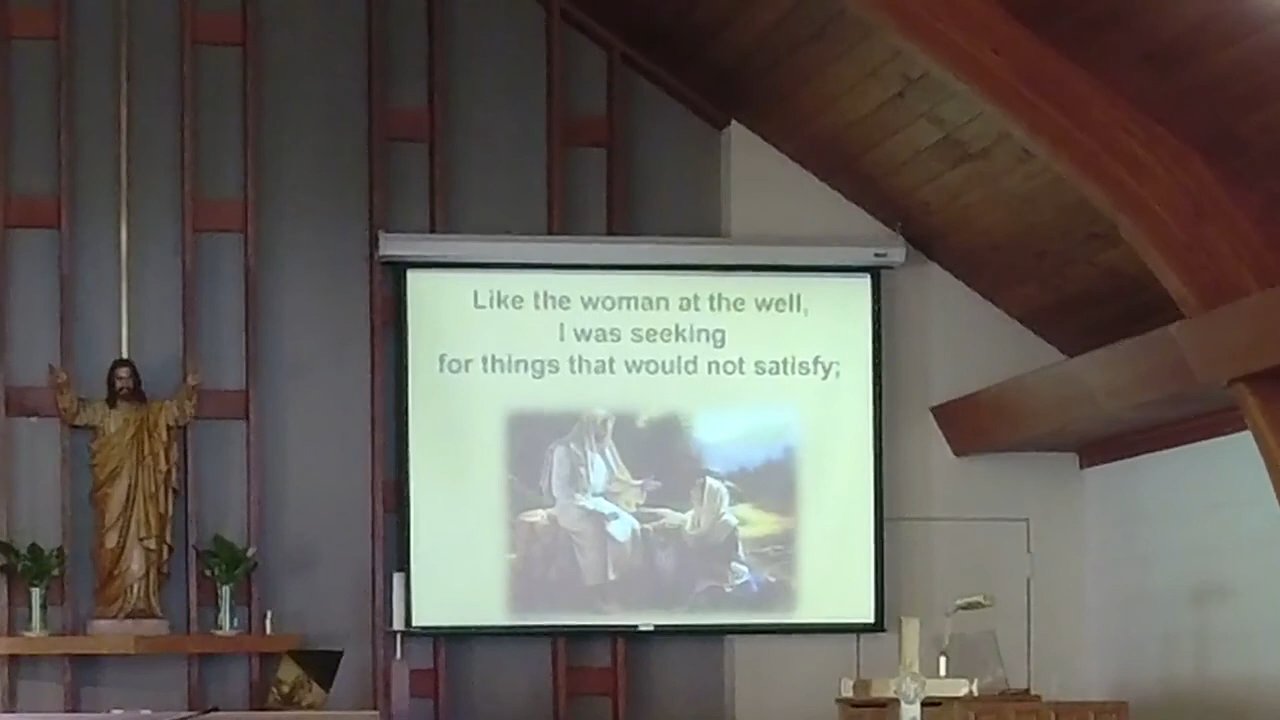 Like the woman at the well,
I was seeking
for things that would not satisfy;